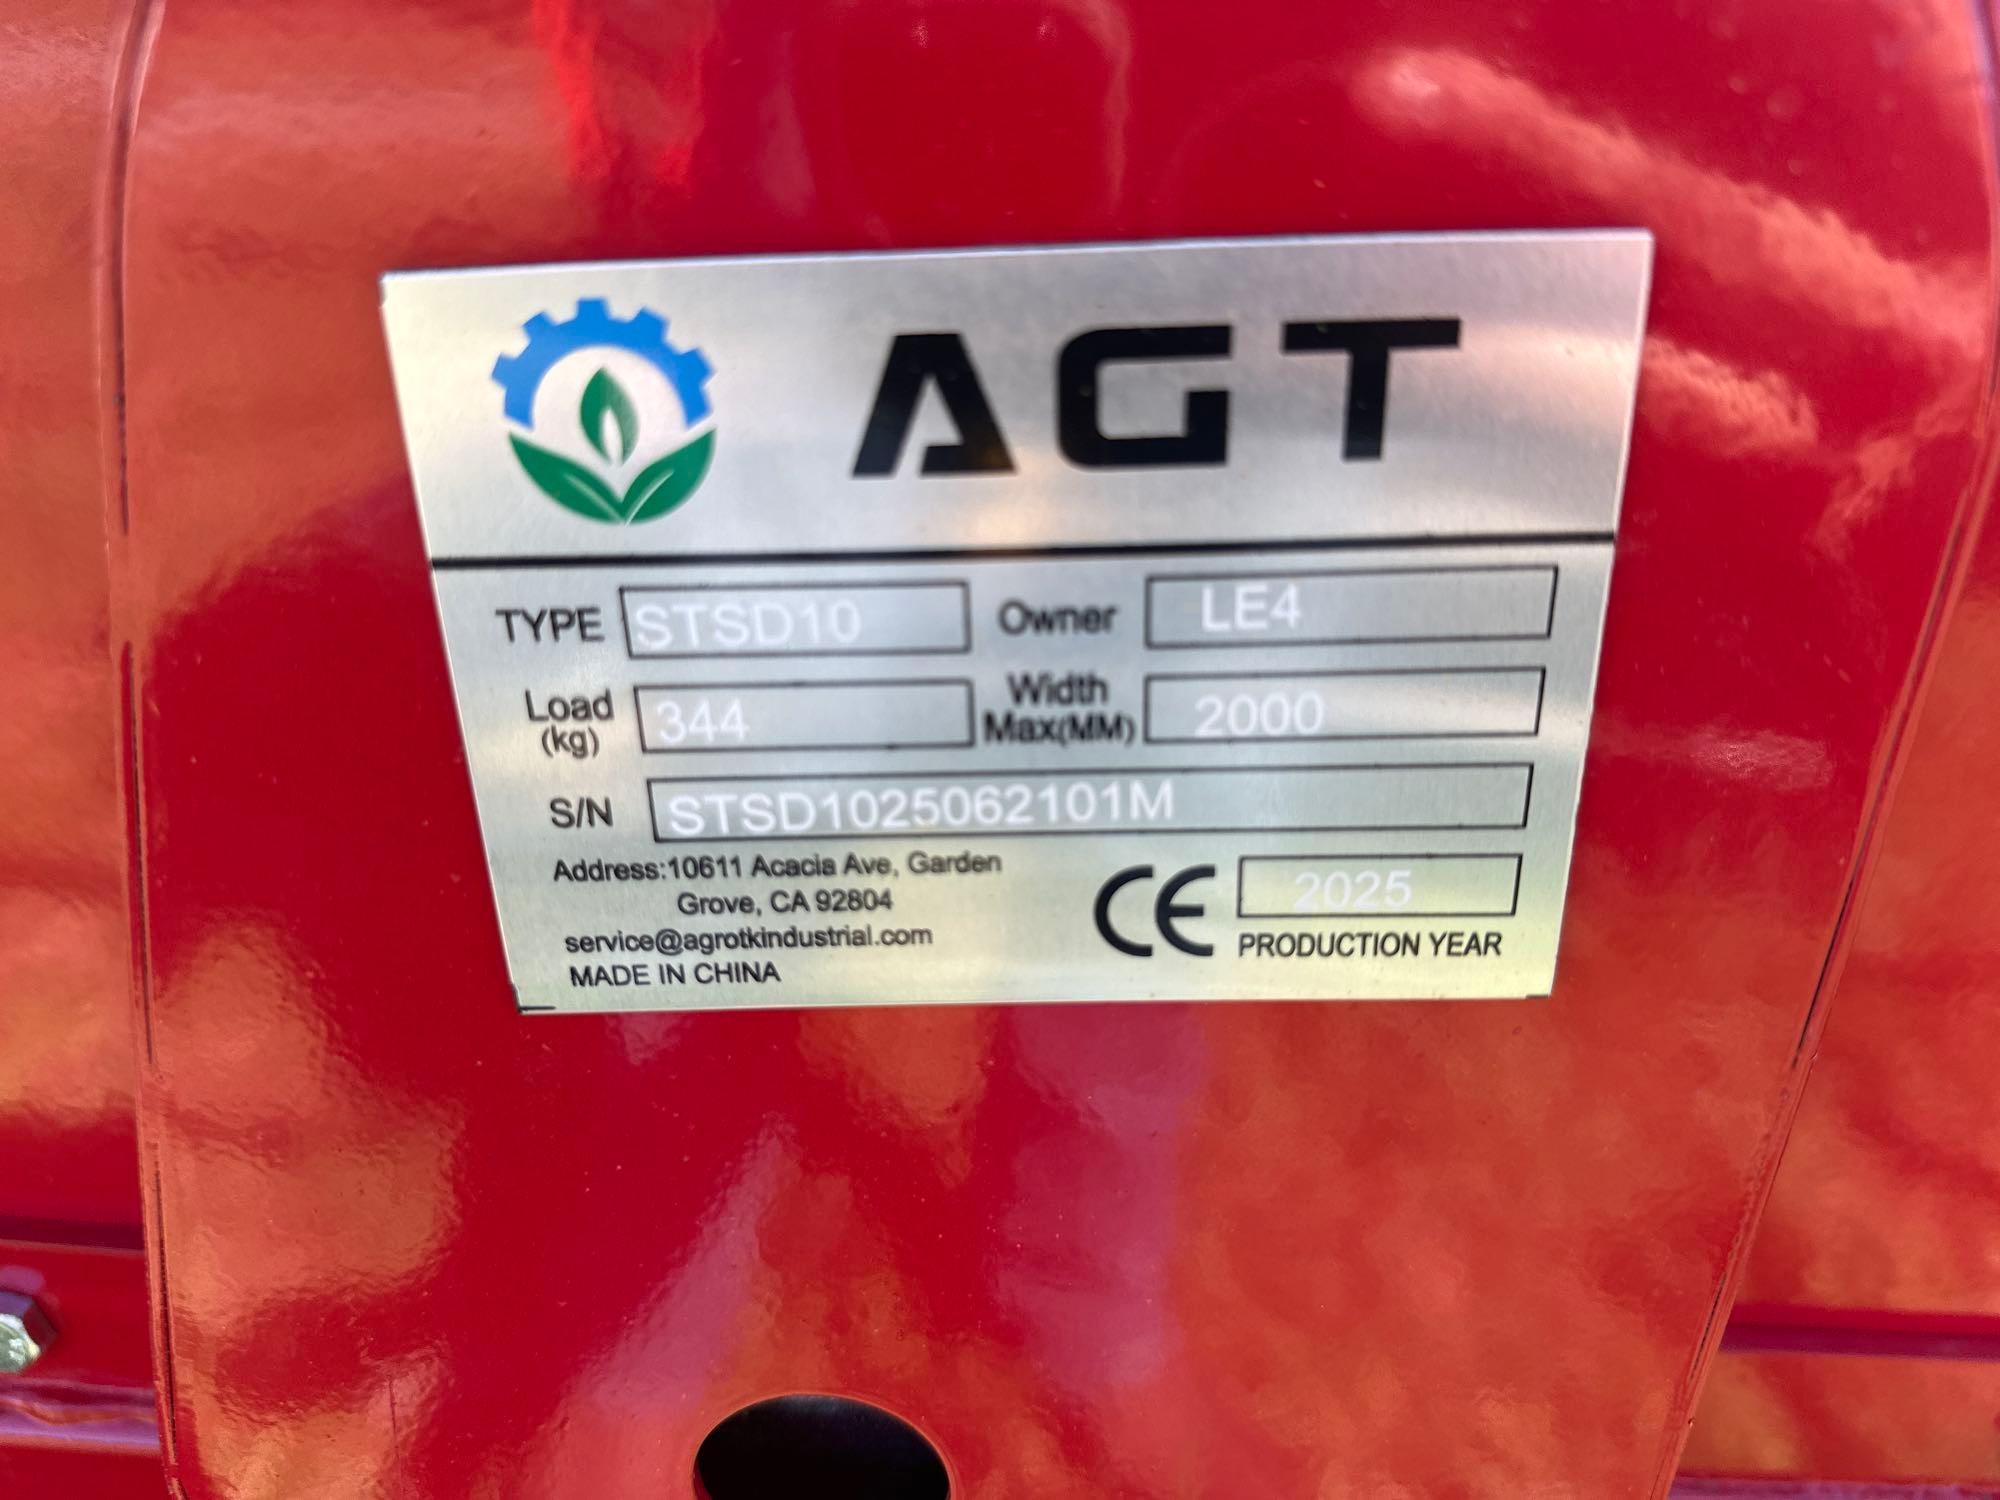 AGT
TYPE STSD10 Owner LE4
Load (kg) 344 Width Max(MM) 2000
S/N STSD1025062101M
Address:10611 Acacia Ave, Garden
Grove, CA 92804
service@agrotkindustrial.com
MADE IN CHINA
CE 2025
PRODUCTION YEAR